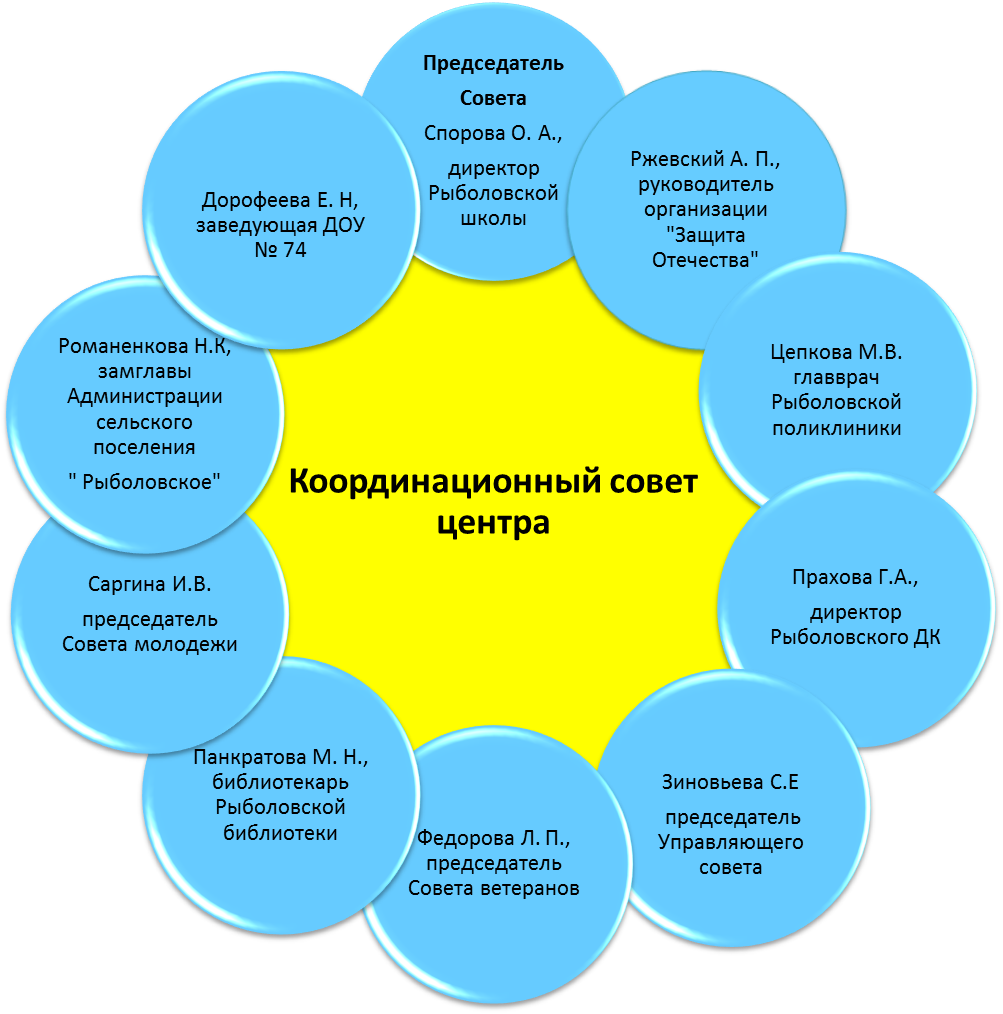 Председатель
Совета
Спорова О. А.,
директор
Рыболовской
школы
Ржевский А. П.,
руководитель
организации
"Защита
Отечества"
Цепкова М.В.
главврач
Рыболовской
поликлиники
Прахова Г.А.,
директор
Рыболовского ДК
Зиновьева С.Е
председатель
Управляющего
совета
Федорова Л. П.,
председатель
Совета ветеранов
Панкратова М. Н.,
библиотекарь
Рыболовской
библиотеки
Саргина И.В.
председатель
Совета молодежи
Романенкова Н.К,
замглавы
Администрации
сельского
поселения
" Рыболовское"
Дорофеева Е. Н,
заведующая ДОУ
№ 74
Координационный совет
центра